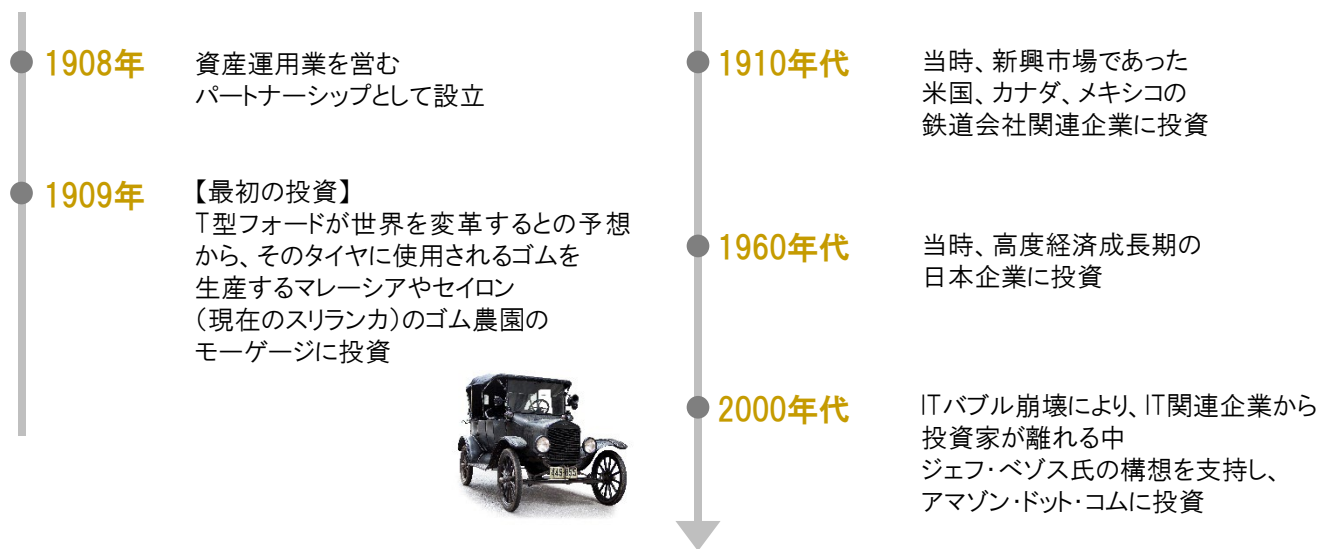 1908年
資産運用業を営む
パートナーシップとして設立
1909年
【最初の投資】
T型フォードが世界を変革するとの予想
から、そのタイヤに使用されるゴムを
生産するマレーシアやセイロン
（現在のスリランカ）のゴム農園の
モーゲージに投資
1910年代
当時、新興市場であった
米国、カナダ、メキシコの
鉄道会社関連企業に投資
1960年代
当時、高度経済成長期の
日本企業に投資
2000年代
ITバブル崩壊により、IT関連企業から
投資家が離れる中
ジェフ・ベゾス氏の構想を支持し、
アマゾン・ドット・コムに投資